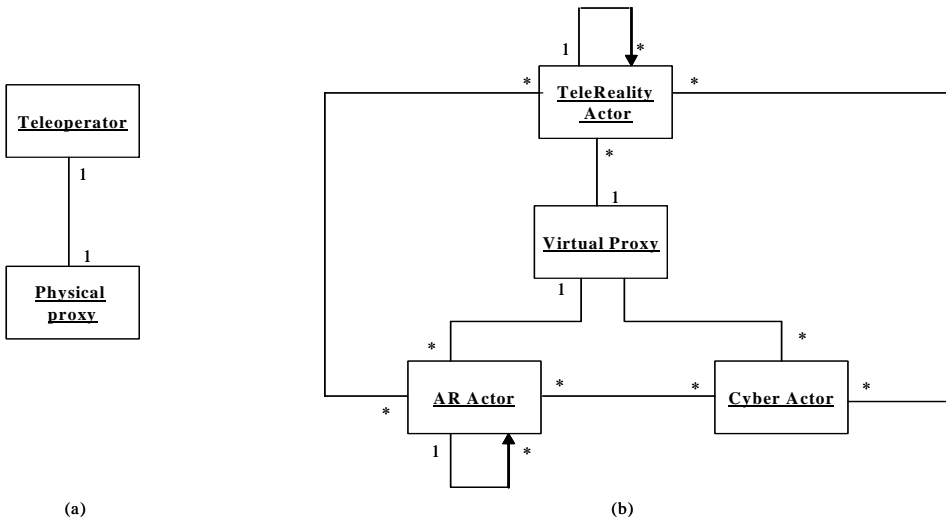 Teleoperator
1
1
Physical
proxy
(a)
1
*
*
*
TeleReality
Actor
*
1
Virtual Proxy
1
*
*
*
AR Actor
*
*
Cyber Actor
*
1
*
(b)